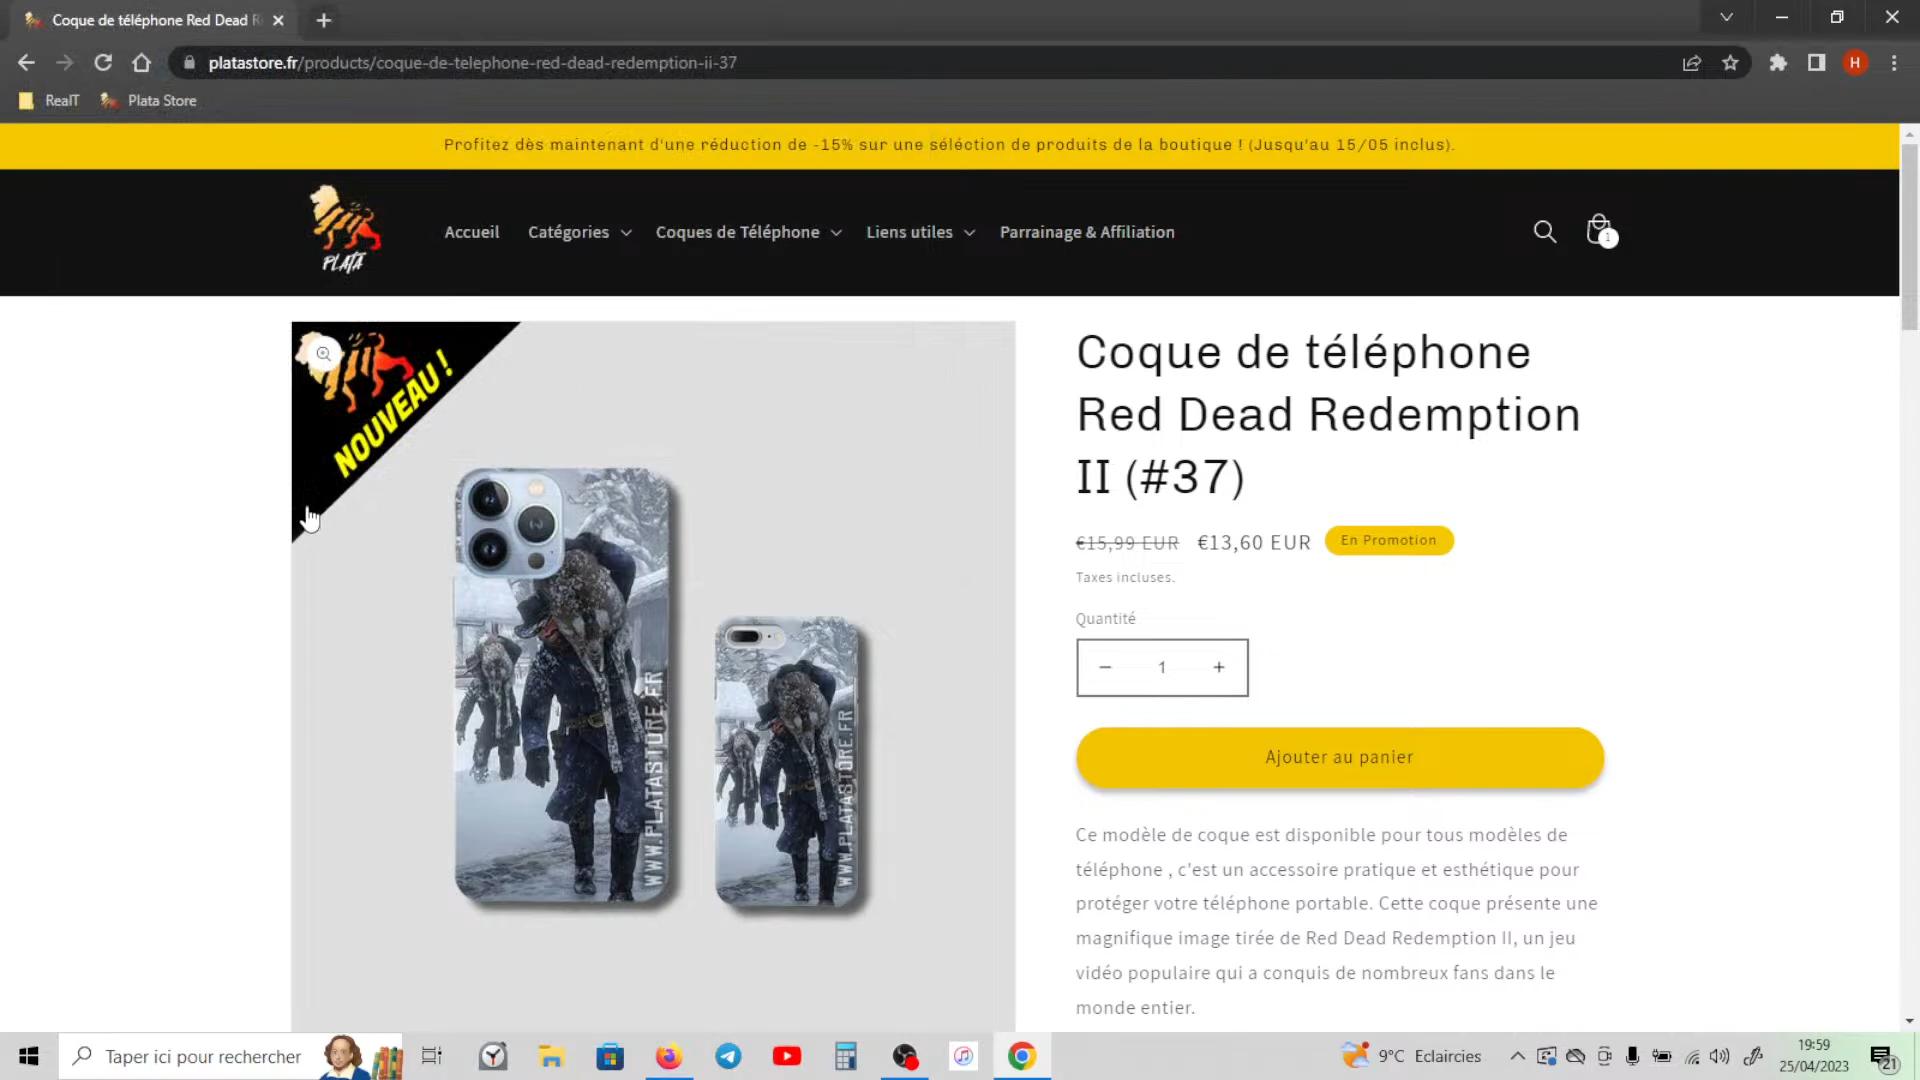 Coque de téléphone Red Dead R
platastore.fr/products/coque-de-telephone-red-dead-redemption-ii-37
H
RealT
Plata Store
Profitez dès maintenant d'une réduction de -15% sur une séléction de produits de la boutique ! (Jusqu'au 15/05 inclus).
PLATA
Accueil
Catégories
Coques de Téléphone
Liens utiles
Parrainage & Affiliation
1
NOUVEAU !
WWW.PLATASTORE.FR
WWW.PLATASTORE.FR
Coque de téléphone
Red Dead Redemption
II (#37)
€15,99 EUR €13,60 EUR En Promotion
Taxes incluses.
Quantité
− 1 +
Ajouter au panier
Ce modèle de coque est disponible pour tous modèles de
téléphone , c'est un accessoire pratique et esthétique pour
protéger votre téléphone portable. Cette coque présente une
magnifique image tirée de Red Dead Redemption II, un jeu
vidéo populaire qui a conquis de nombreux fans dans le
monde entier.
Taper ici pour rechercher
9°C Eclaircies
19:59
25/04/2023
21